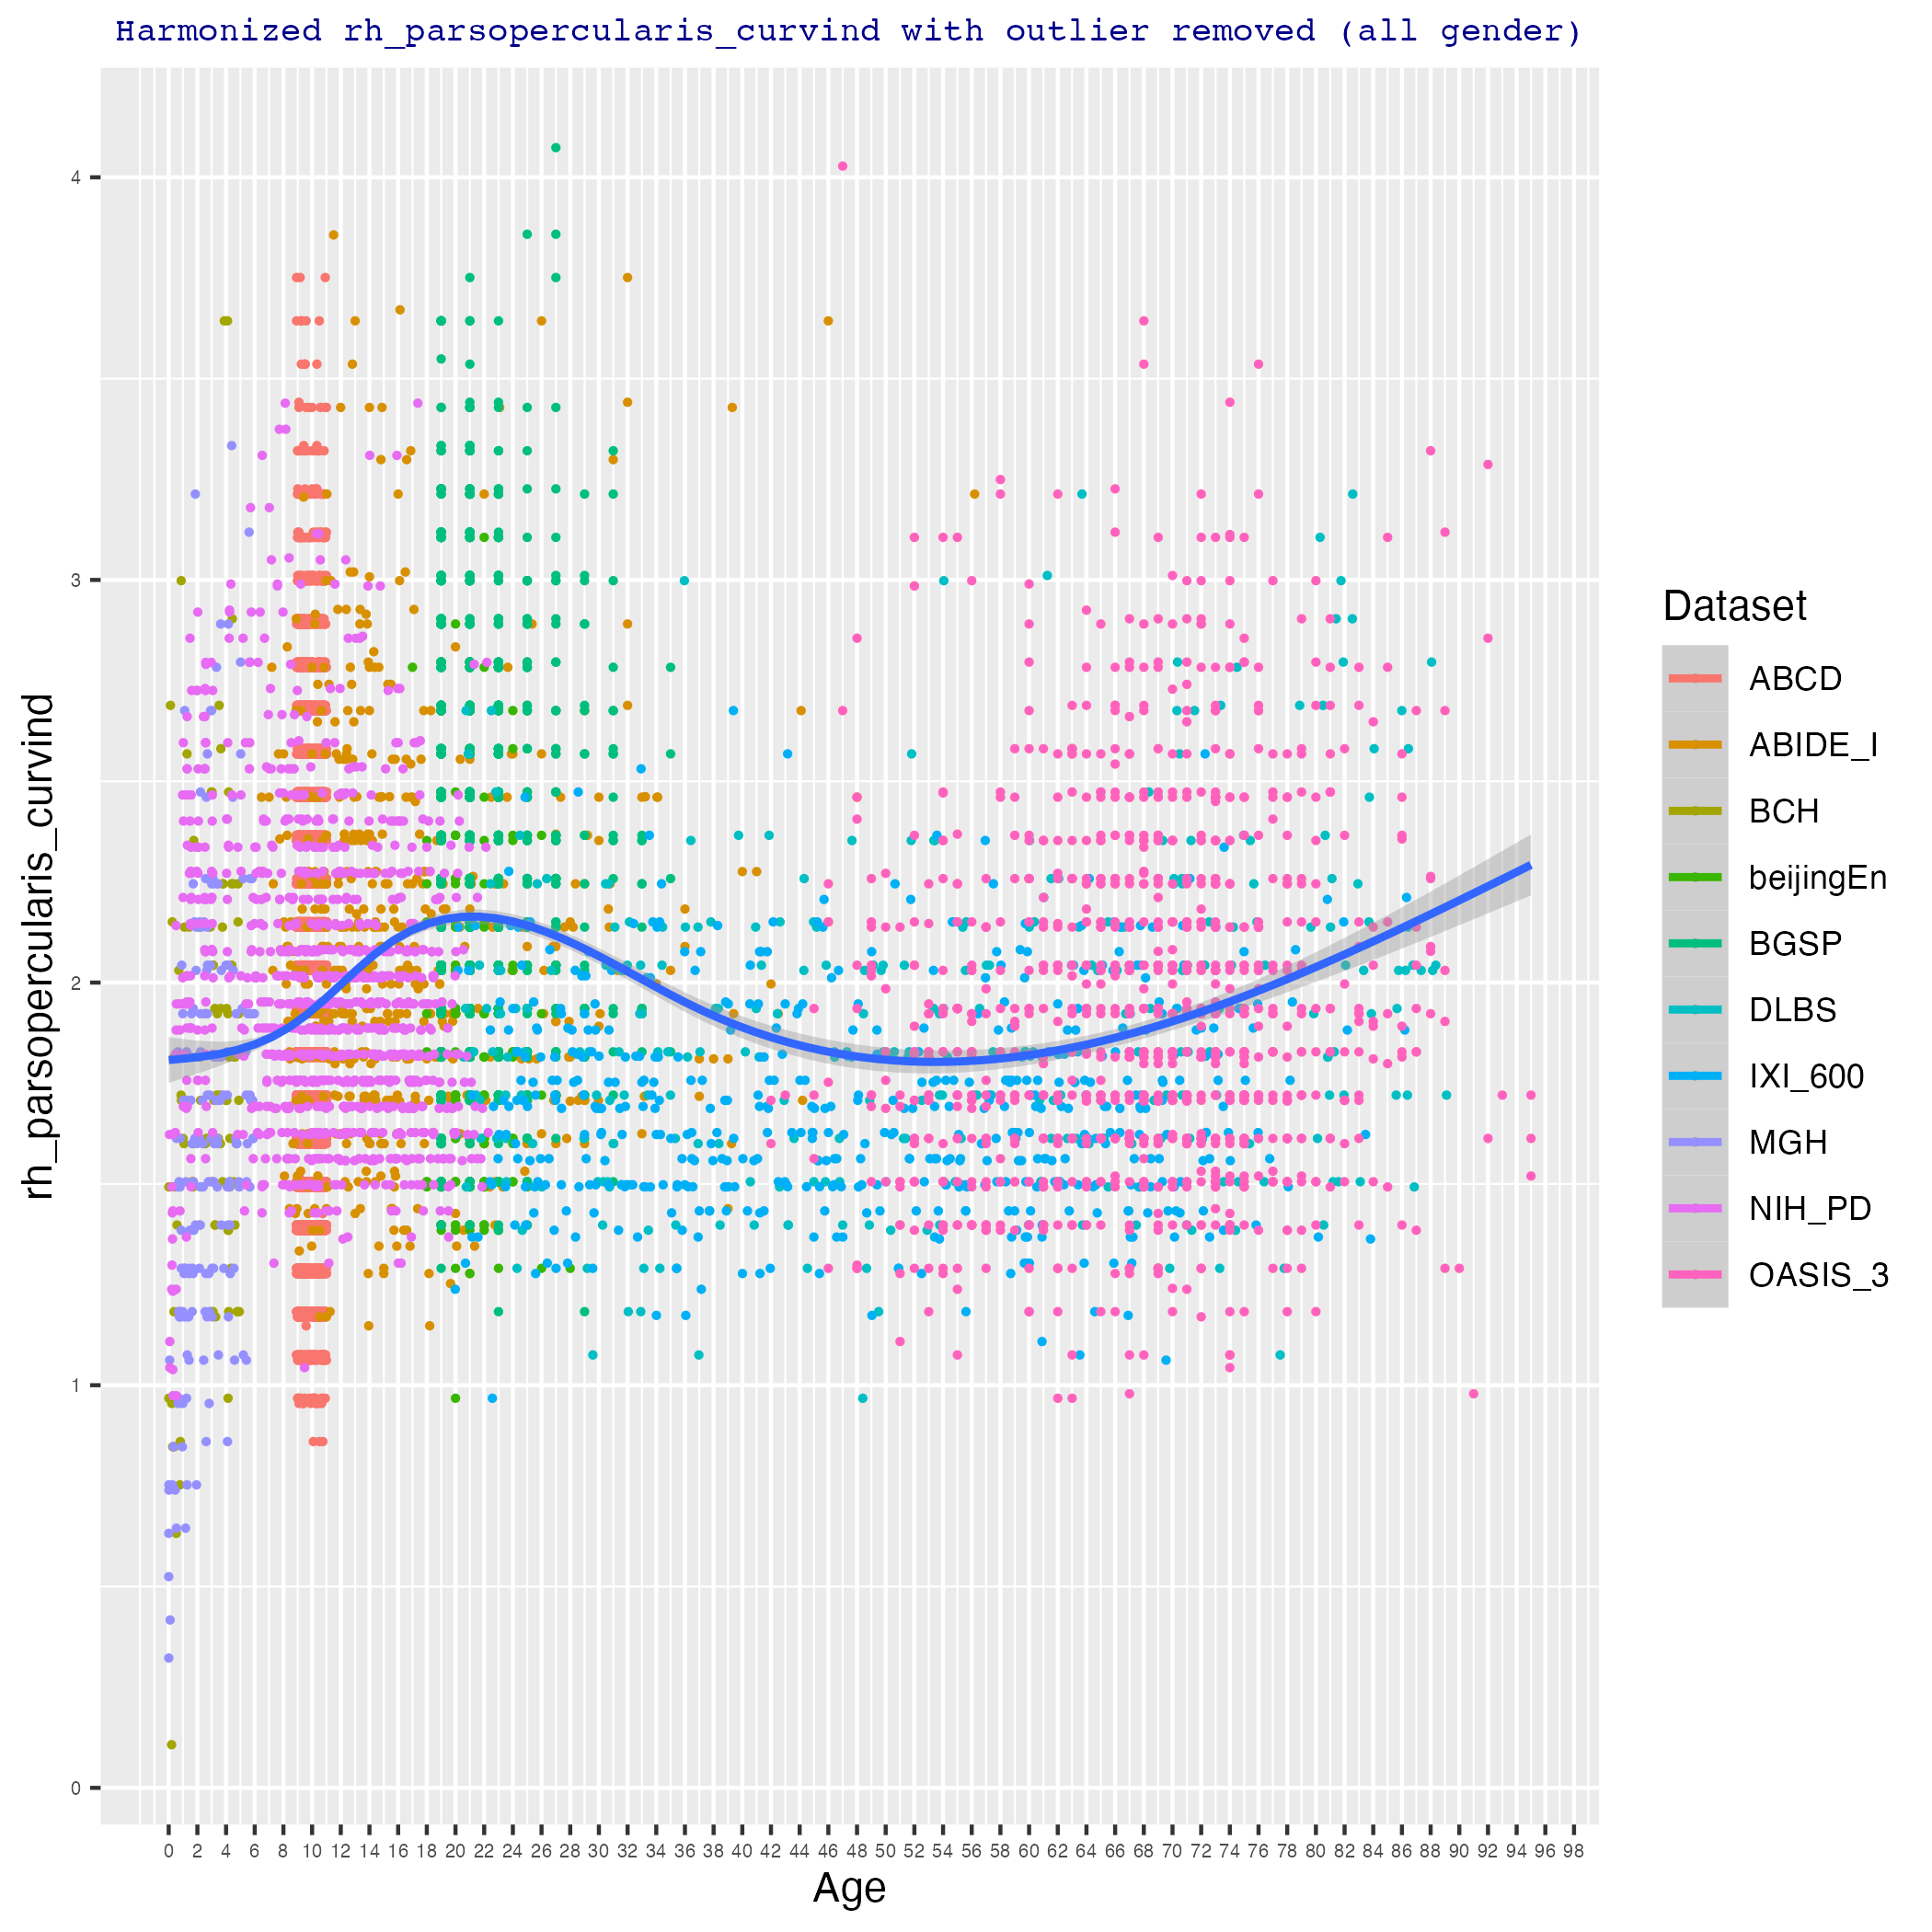 Harmonized rh_parsopercularis_curvind with outlier removed (all gender)
rh_parsopercularis_curvind
4
3
2
1
0
0 2 4 6 8 10 12 14 16 18 20 22 24 26 28 30 32 34 36 38 40 42 44 46 48 50 52 54 56 58 60 62 64 66 68 70 72 74 76 78 80 82 84 86 88 90 92 94 96 98
Age
Dataset
ABCD
ABIDE_I
BCH
beijingEn
BGSP
DLBS
IXI_600
MGH
NIH_PD
OASIS_3